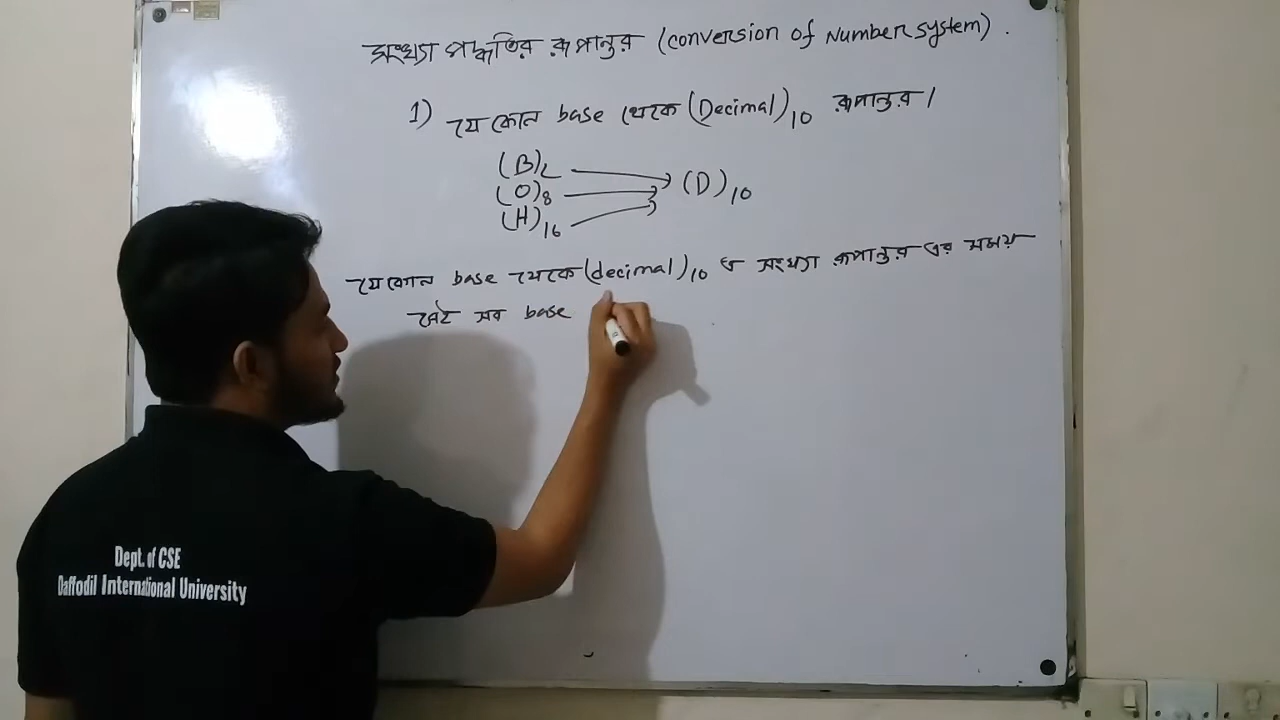 সংখ্যা পদ্ধতির রূপান্তর (conversion of Number system).
1) যে কোন base থেকে (Decimal)10 রূপান্তর।
(B)2
(O)8 (D)10
(H)16
যে কোন base থেকে (decimal)10 এ সংখ্যা রূপান্তর এর সময়
সেই সব base
Dept. of CSE
Daffodil International University